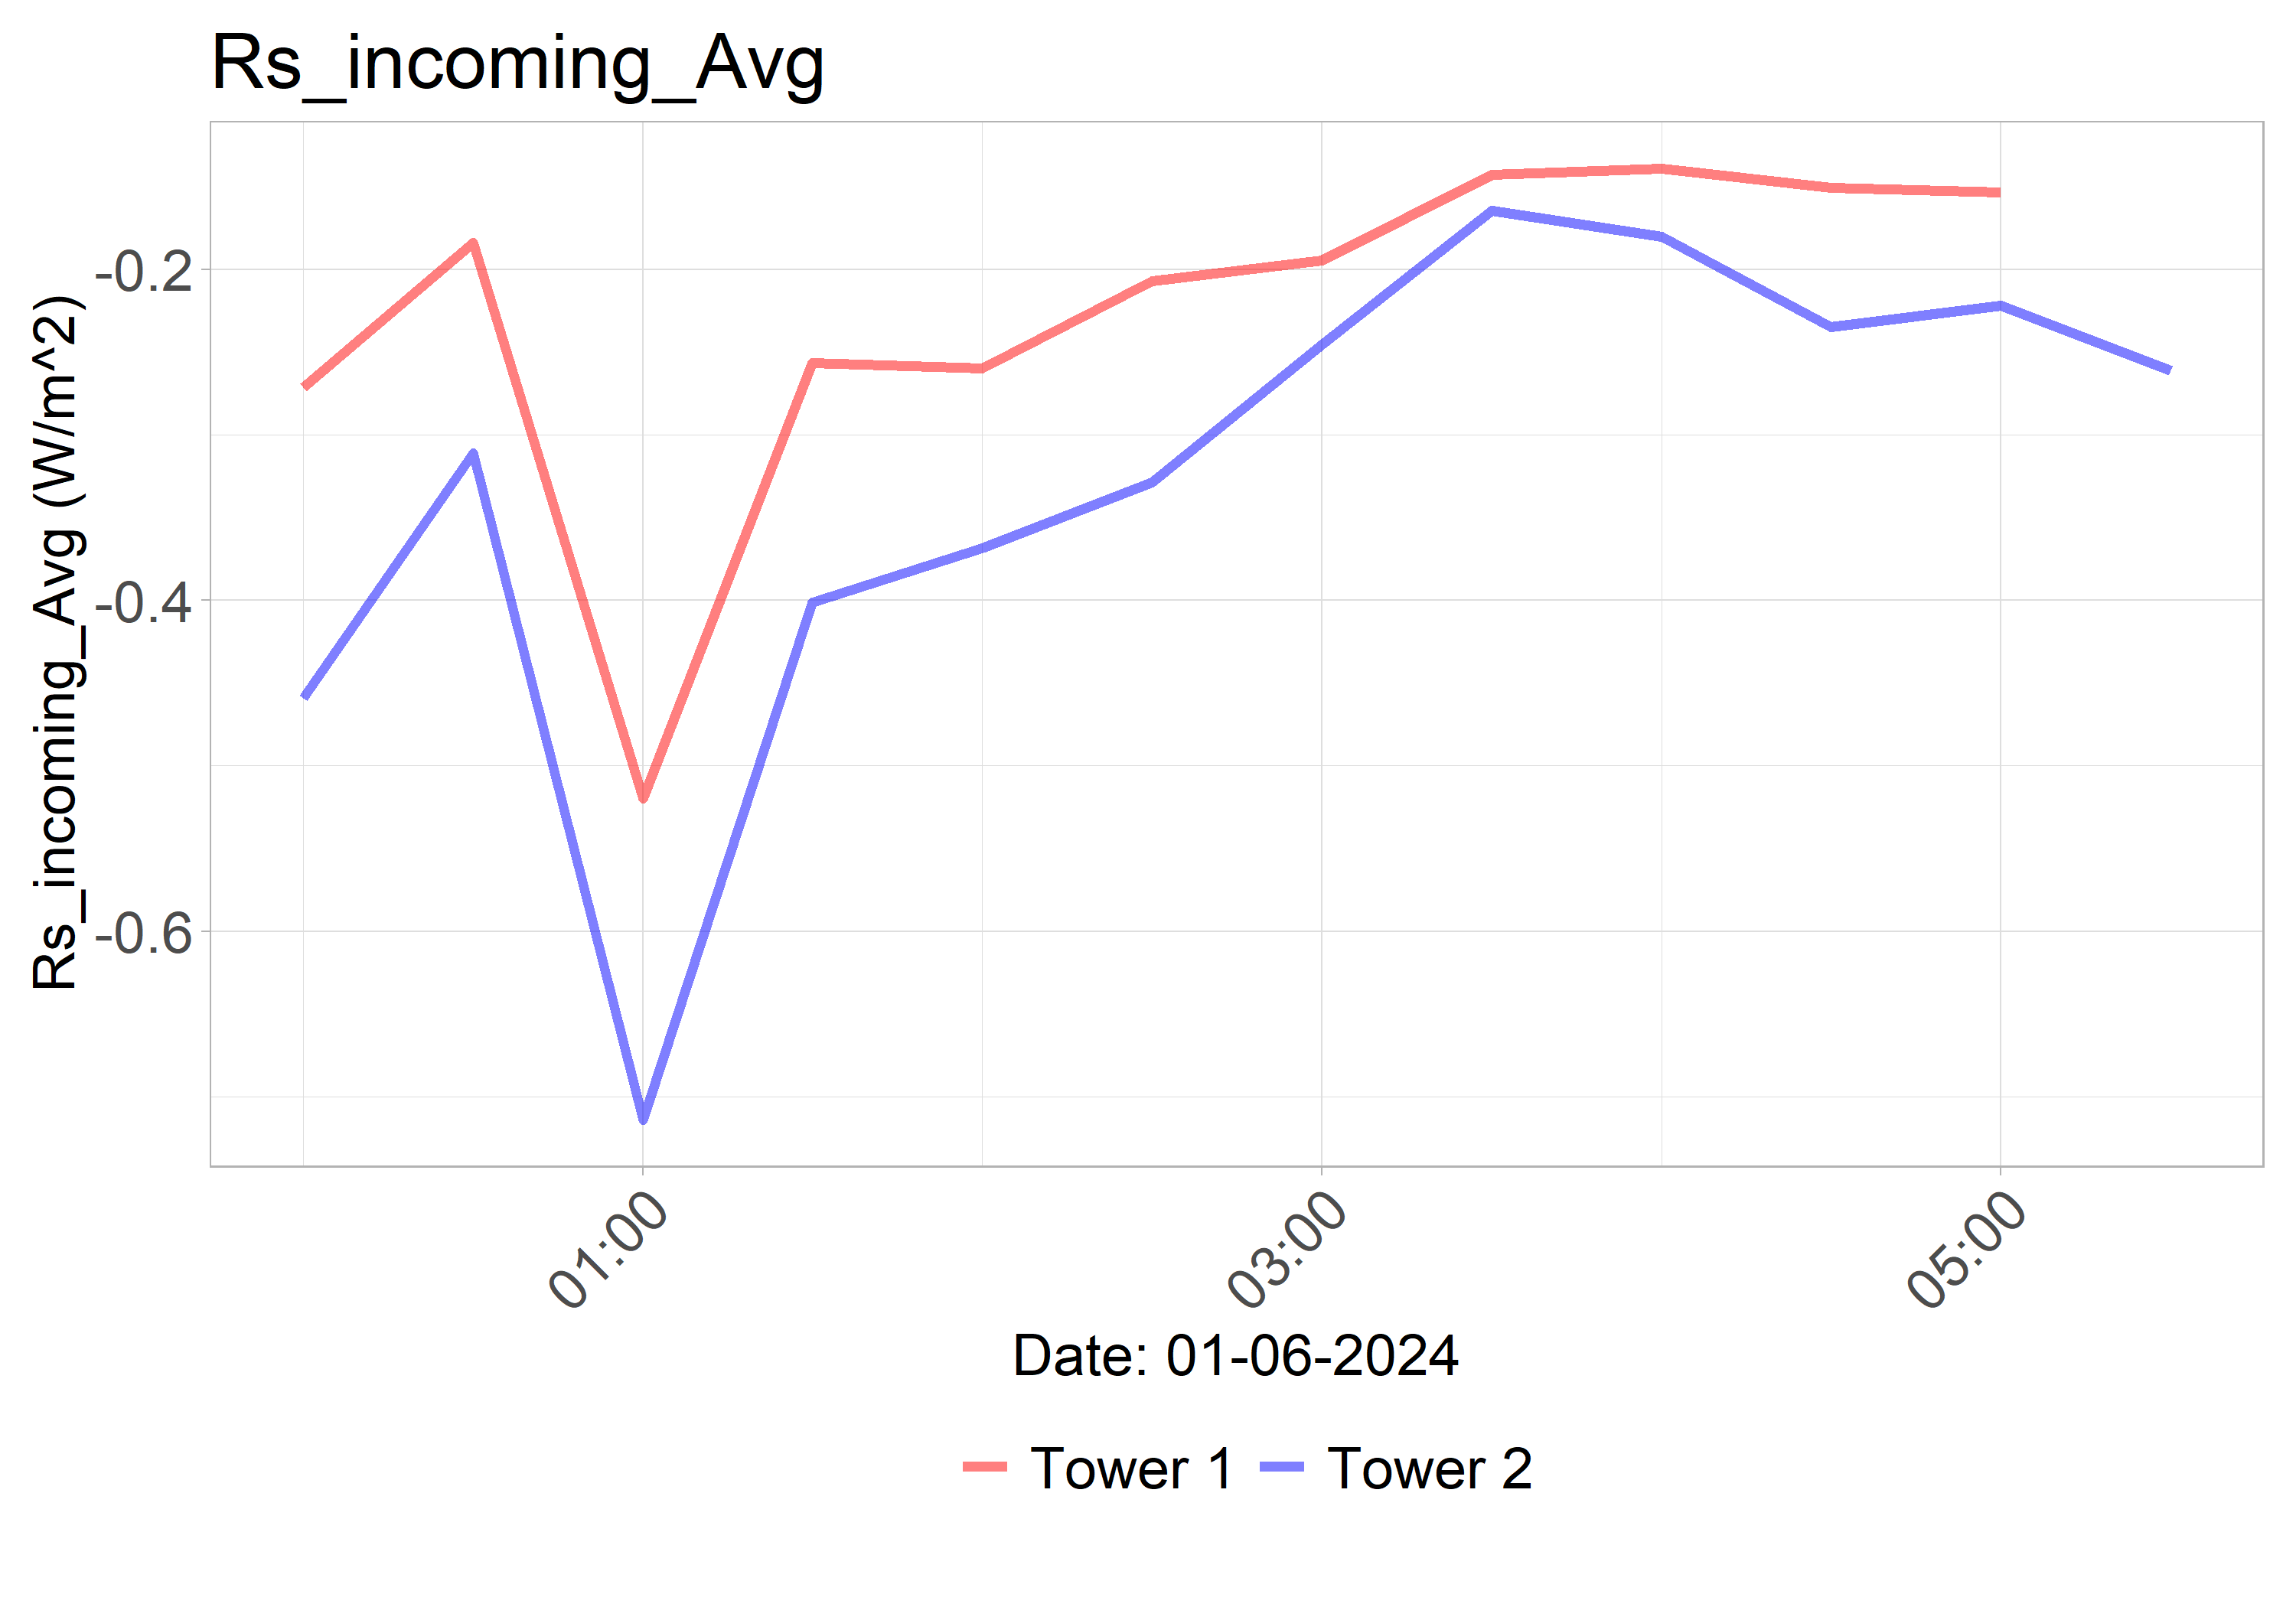 Rs_incoming_Avg
Rs_incoming_Avg (W/m^2)
-0.2
-0.4
-0.6
01:00
03:00
05:00
Date: 01-06-2024
Tower 1
Tower 2